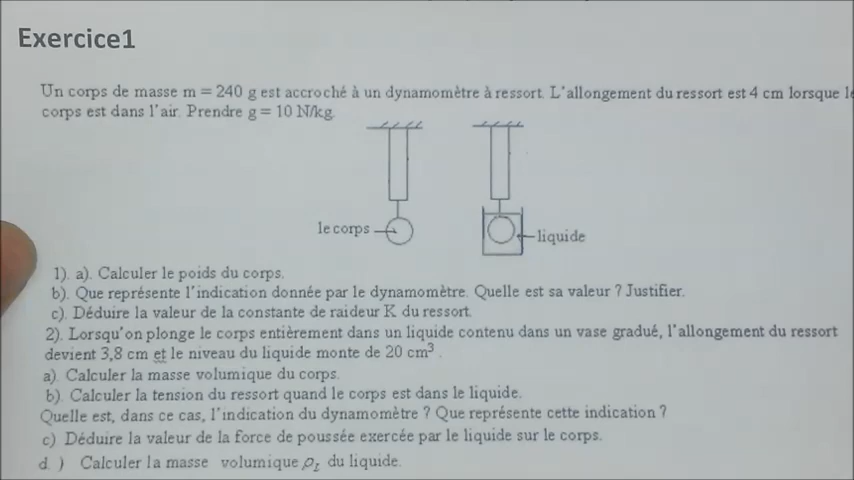 Exercice1
Un corps de masse m = 240 g est accroché à un dynamomètre à ressort. L'allongement du ressort est 4 cm lorsque le
corps est dans l'air. Prendre g = 10 N/kg.
le corps
liquide
1). a). Calculer le poids du corps.
b). Que représente l'indication donnée par le dynamomètre. Quelle est sa valeur ? Justifier.
c). Déduire la valeur de la constante de raideur K du ressort.
2). Lorsqu'on plonge le corps entièrement dans un liquide contenu dans un vase gradué, l'allongement du ressort
devient 3,8 cm et le niveau du liquide monte de 20 cm³ .
a). Calculer la masse volumique du corps.
b). Calculer la tension du ressort quand le corps est dans le liquide.
Quelle est, dans ce cas, l'indication du dynamomètre ? Que représente cette indication ?
c) Déduire la valeur de la force de poussée exercée par le liquide sur le corps.
d. ) Calculer la masse volumique ρ_L du liquide.